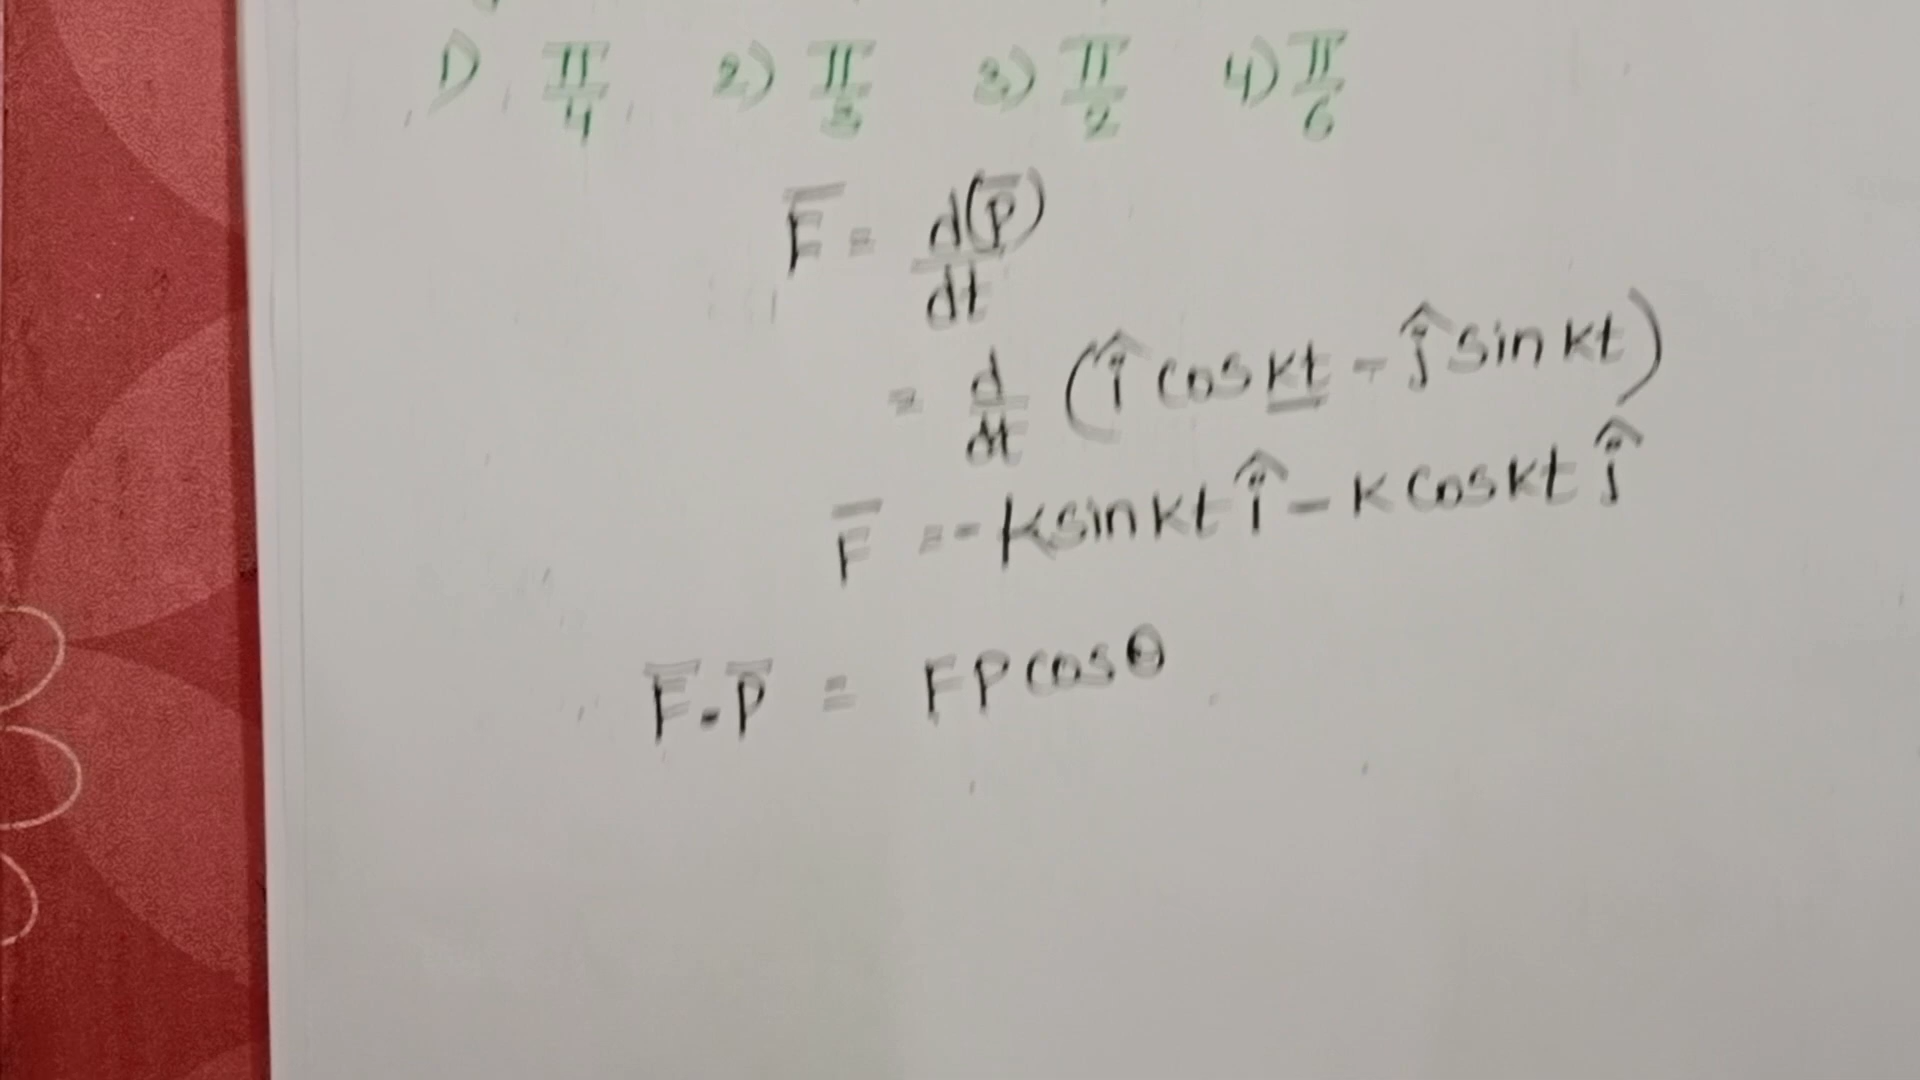 1) π/4 2) π/3 3) π/2 4) π/6
F̅ = d(P̅)/dt
= d/dt (î cos kt - ĵ sin kt)
F̅ = -k sin kt î - k cos kt ĵ
F̅.P̅ = FP cos θ